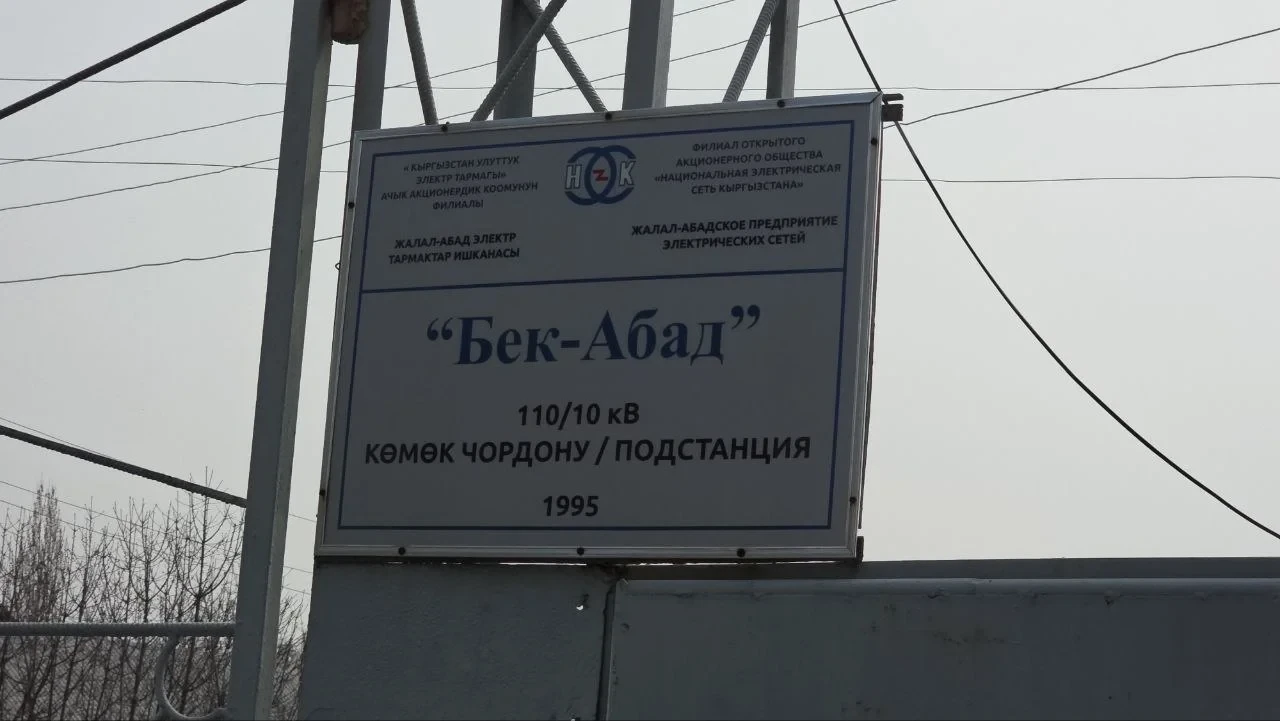 « КЫРГЫЗСТАН УЛУТТУК
ЭЛЕКТР ТАРМАГЫ»
АЧЫК АКЦИОНЕРДИК КООМУНУН
ФИЛИАЛЫ
ЖАЛАЛ-АБАД ЭЛЕКТР
ТАРМАКТАР ИШКАНАСЫ
НЭСК
ФИЛИАЛ ОТКРЫТОГО
АКЦИОНЕРНОГО ОБЩЕСТВА
«НАЦИОНАЛЬНАЯ ЭЛЕКТРИЧЕСКАЯ
СЕТЬ КЫРГЫЗСТАНА»
ЖАЛАЛ-АБАДСКОЕ ПРЕДПРИЯТИЕ
ЭЛЕКТРИЧЕСКИХ СЕТЕЙ
“Бек-Абад”
110/10 кВ
КӨМӨК ЧОРДОНУ / ПОДСТАНЦИЯ
1995